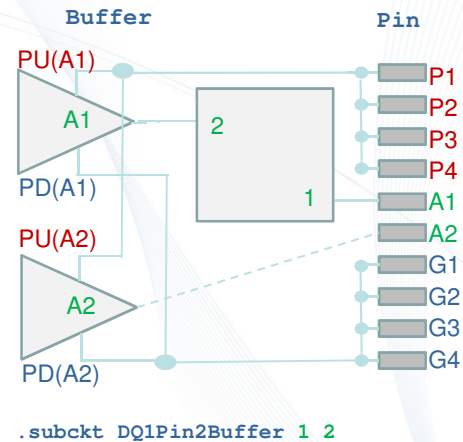 Buffer Pin
PU(A1)
A1
PD(A1)
2
1
PU(A2)
A2
PD(A2)
P1
P2
P3
P4
A1
A2
G1
G2
G3
G4
.subckt DQ1Pin2Buffer 1 2